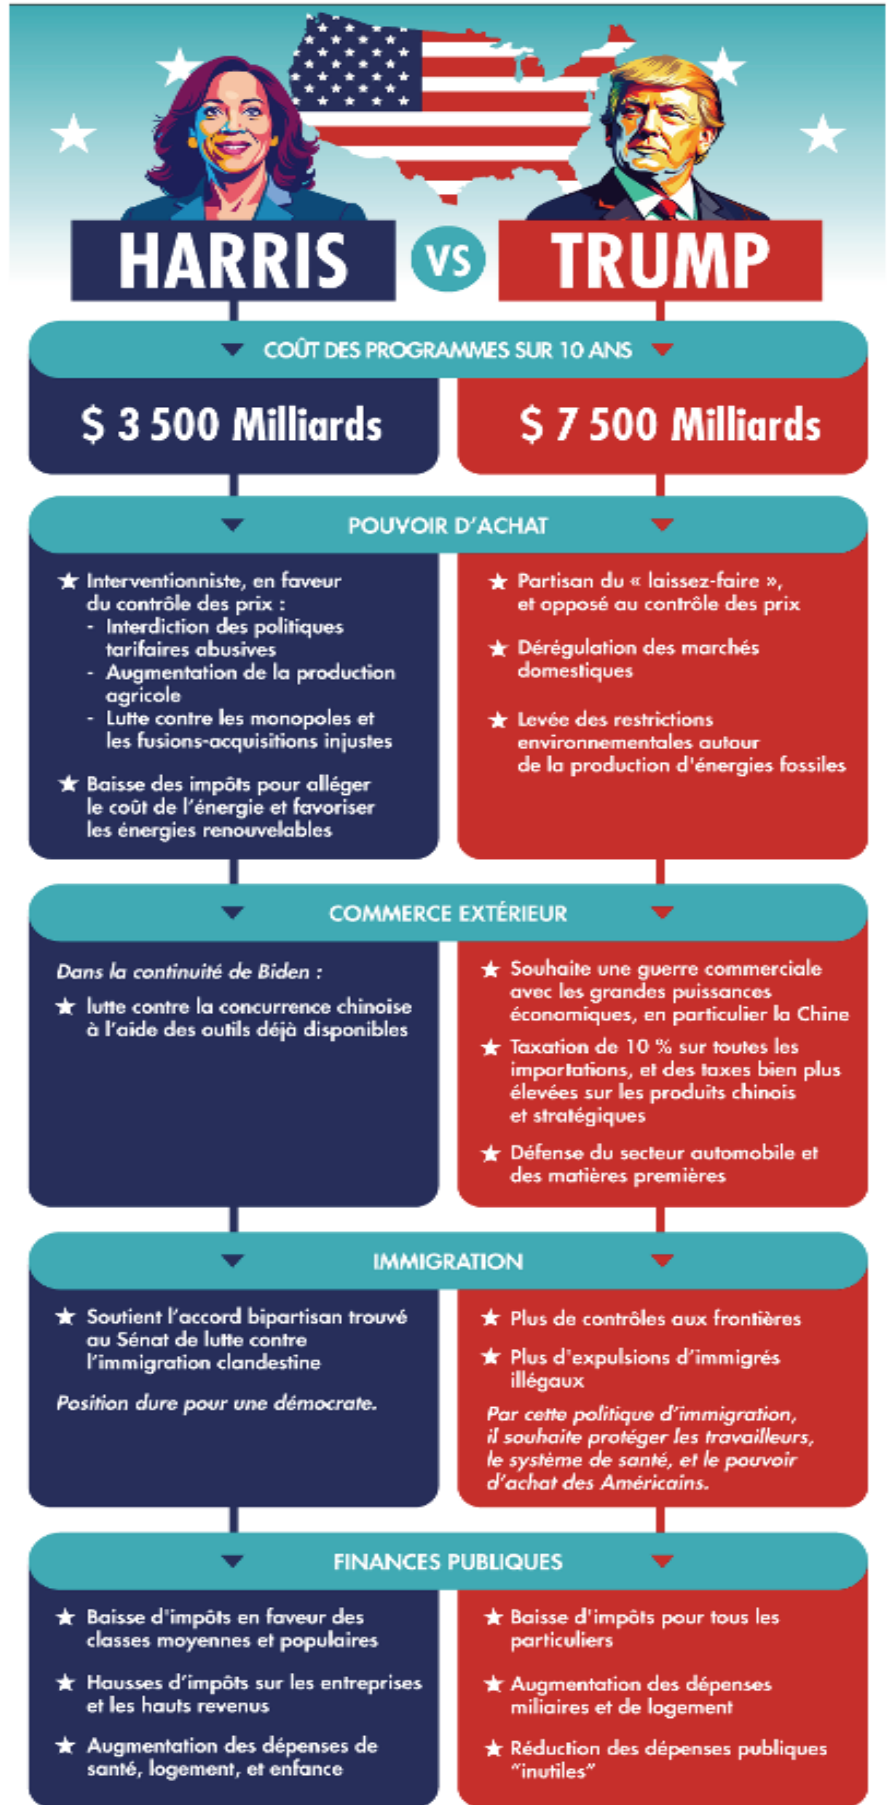 HARRIS
VS
TRUMP
COÛT DES PROGRAMMES SUR 10 ANS
$ 3 500 Milliards
$ 7 500 Milliards
POUVOIR D'ACHAT
Interventionniste, en faveur
du contrôle des prix :
- Interdiction des politiques
tarifaires abusives
- Augmentation de la production
agricole
- Lutte contre les monopoles et
les fusions-acquisitions injustes
Baisse des impôts pour alléger
le coût de l'énergie et favoriser
les énergies renouvelables
Partisan du « laissez-faire »,
et opposé au contrôle des prix
Dérégulation des marchés
domestiques
Levée des restrictions
environnementales autour
de la production d'énergies fossiles
COMMERCE EXTÉRIEUR
Dans la continuité de Biden :
lutte contre la concurrence chinoise
à l'aide des outils déjà disponibles
Souhaite une guerre commerciale
avec les grandes puissances
économiques, en particulier la Chine
Taxation de 10 % sur toutes les
importations, et des taxes bien plus
élevées sur les produits chinois
et stratégiques
Défense du secteur automobile et
des matières premières
IMMIGRATION
Soutient l'accord bipartisan trouvé
au Sénat de lutte contre
l'immigration clandestine
Position dure pour une démocrate.
Plus de contrôles aux frontières
Plus d'expulsions d'immigrés
illégaux
Par cette politique d'immigration,
il souhaite protéger les travailleurs,
le système de santé, et le pouvoir
d'achat des Américains.
FINANCES PUBLIQUES
Baisse d'impôts en faveur des
classes moyennes et populaires
Hausses d'impôts sur les entreprises
et les hauts revenus
Augmentation des dépenses de
santé, logement, et enfance
Baisse d'impôts pour tous les
particuliers
Augmentation des dépenses
miliaires et de logement
Réduction des dépenses publiques
"inutiles"